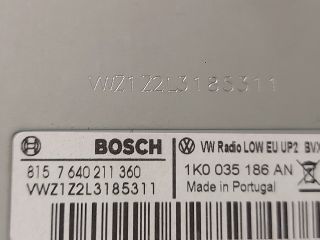 VWZ1Z2L3185311
BOSCH
VW Radio LOW EU UP2 BVX
815 7 640 211 360
1K0 035 186 AN
VWZ1Z2L3185311
Made in Portugal